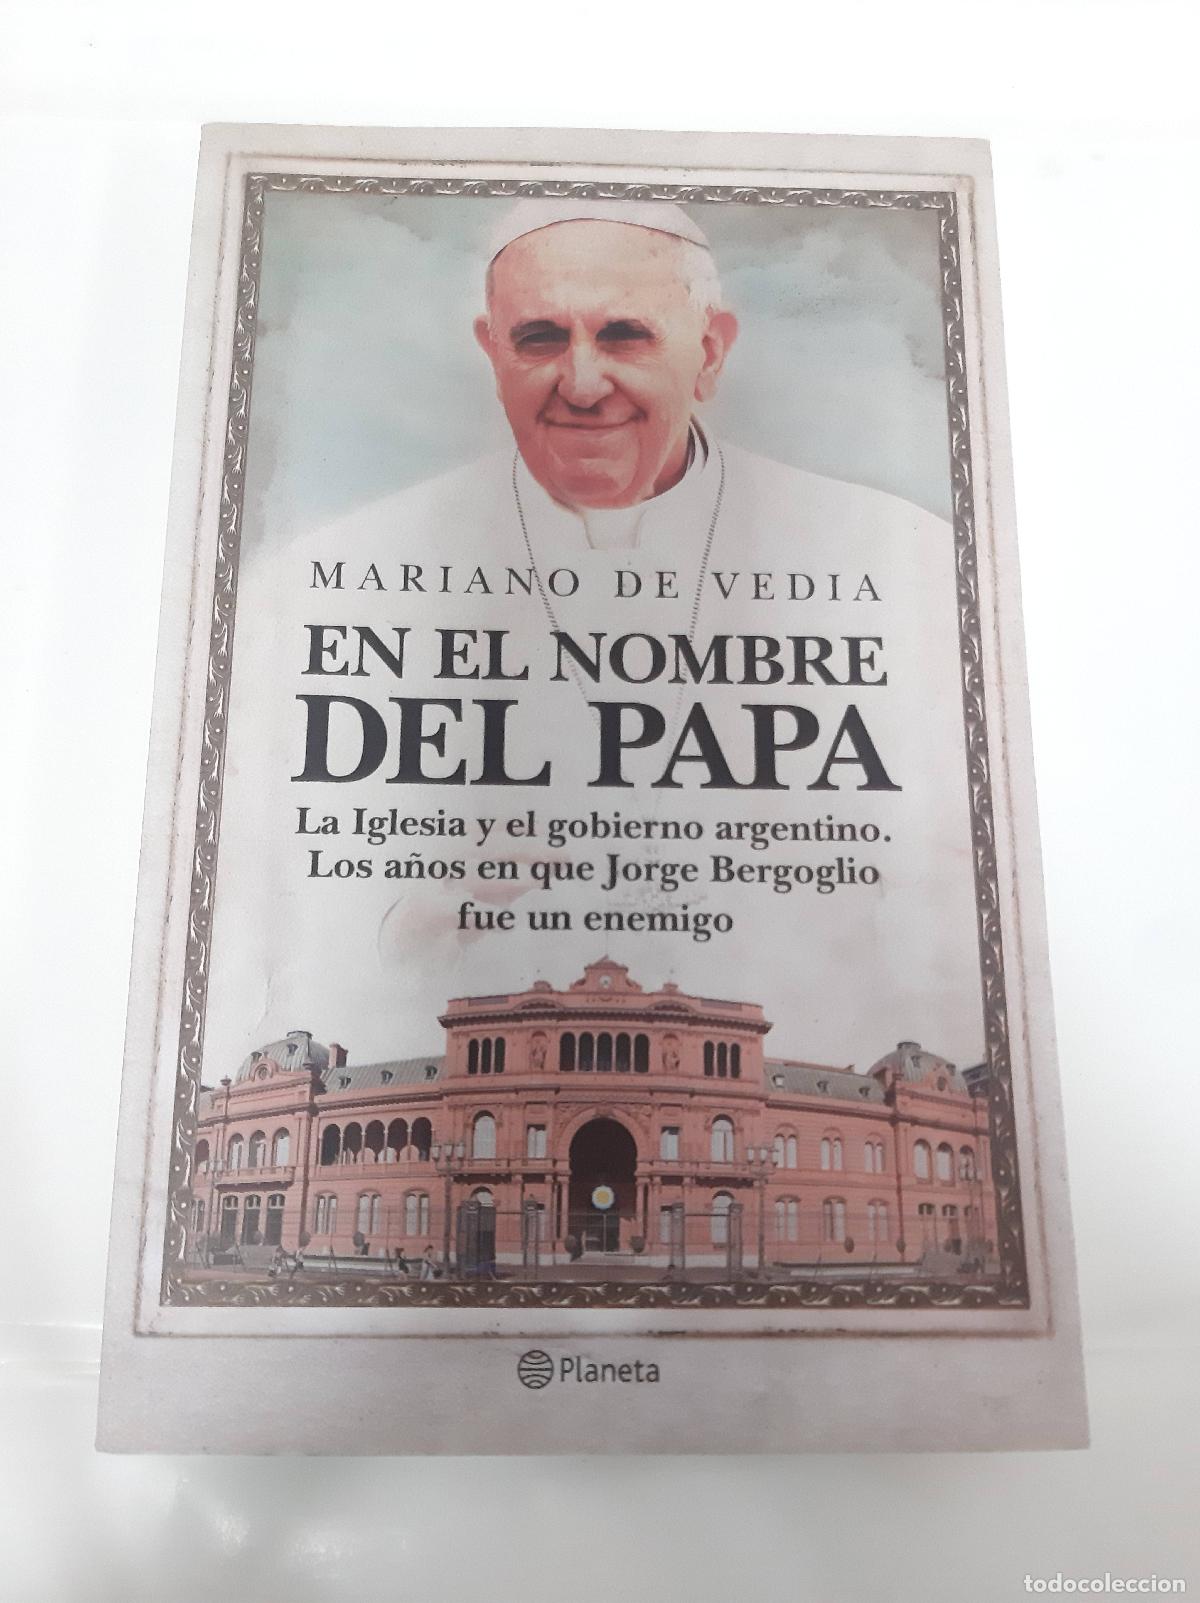 MARIANO DE VEDIA
EN EL NOMBRE
DEL PAPA
La Iglesia y el gobierno argentino.
Los años en que Jorge Bergoglio
fue un enemigo
Planeta
todocoleccion